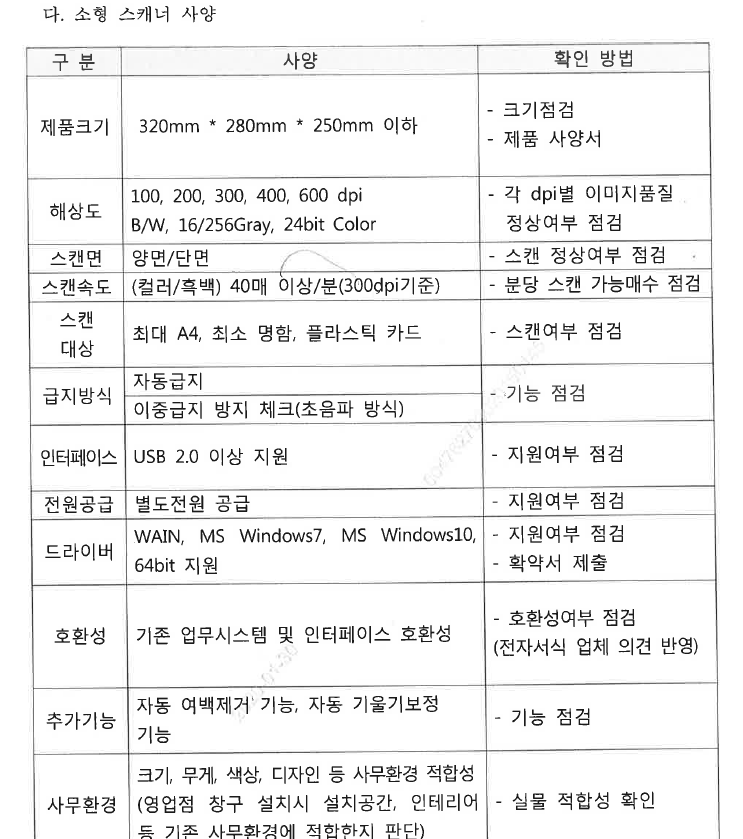 다. 소형 스캐너 사양
구 분 사양 확인 방법
제품크기 320mm * 280mm * 250mm 이하 - 크기점검
- 제품 사양서
해상도 100, 200, 300, 400, 600 dpi - 각 dpi별 이미지품질
B/W, 16/256Gray, 24bit Color 정상여부 점검
스캔면 양면/단면 - 스캔 정상여부 점검
스캔속도 (컬러/흑백) 40매 이상/분(300dpi기준) - 분당 스캔 가능매수 점검
스캔
대상 최대 A4, 최소 명함, 플라스틱 카드 - 스캔여부 점검
급지방식 자동급지 - 기능 점검
이중급지 방지 체크(초음파 방식)
인터페이스 USB 2.0 이상 지원 - 지원여부 점검
전원공급 별도전원 공급 - 지원여부 점검
드라이버 WAIN, MS Windows7, MS Windows10, - 지원여부 점검
64bit 지원 - 확약서 제출
호환성 기존 업무시스템 및 인터페이스 호환성 - 호환성여부 점검
(전자서식 업체 의견 반영)
추가기능 자동 여백제거 기능, 자동 기울기보정 - 기능 점검
기능
사무환경 크기, 무게, 색상, 디자인 등 사무환경 적합성 - 실물 적합성 확인
(영업점 창구 설치시 설치공간, 인테리어
등 기존 사무환경에 적합한지 판단)